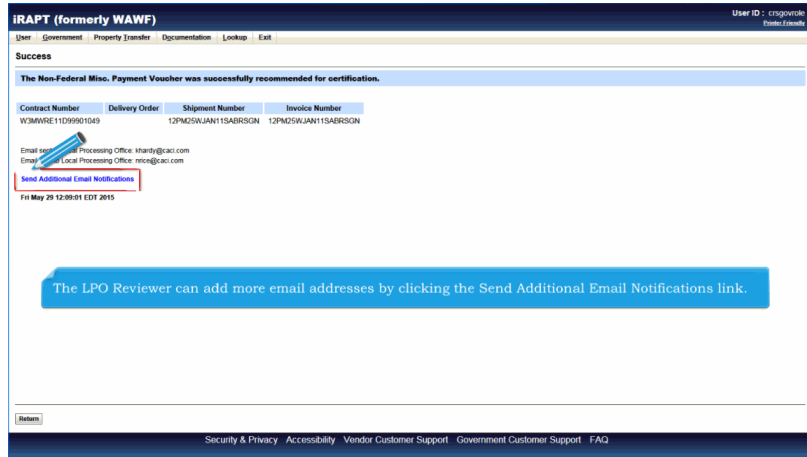 iRAPT (formerly WAWF)
User ID : crsgovrole
Printer Friendly
User Government Property Transfer Documentation Lookup Exit
Success
The Non-Federal Misc. Payment Voucher was successfully recommended for certification.
Contract Number Delivery Order Shipment Number Invoice Number
W3MWRE11D99901049 12PM25WJAN11SABRSGN 12PM25WJAN11SABRSGN
Email Processing Office: khardy@caci.com
Email Local Processing Office: nrice@caci.com
Send Additional Email Notifications
Fri May 29 12:09:01 EDT 2015
The LPO Reviewer can add more email addresses by clicking the Send Additional Email Notifications link.
Return
Security & Privacy Accessibility Vendor Customer Support Government Customer Support FAQ